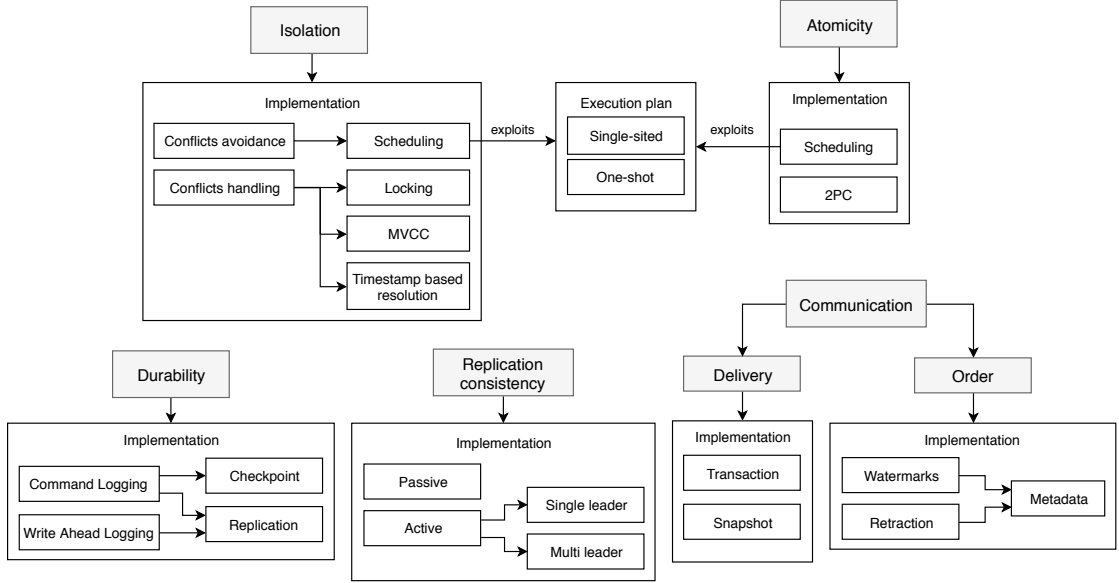 Isolation
Atomicity
Implementation
Conflicts avoidance
Scheduling
Conflicts handling
Locking
MVCC
Timestamp based
resolution
exploits
Execution plan
Single-sited
One-shot
exploits
Implementation
Scheduling
2PC
Communication
Delivery
Order
Durability
Replication
consistency
Implementation
Command Logging
Checkpoint
Write Ahead Logging
Replication
Implementation
Passive
Active
Single leader
Multi leader
Implementation
Transaction
Snapshot
Implementation
Watermarks
Retraction
Metadata